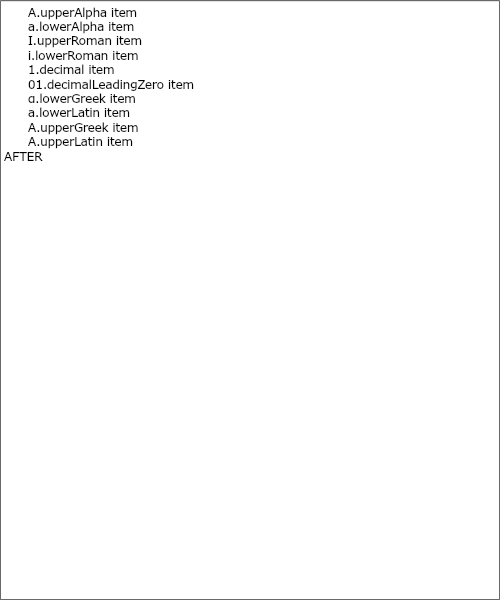 A.upperAlpha item
a.lowerAlpha item
I.upperRoman item
i.lowerRoman item
1.decimal item
01.decimalLeadingZero item
α.lowerGreek item
a.lowerLatin item
Α.upperGreek item
A.upperLatin item
AFTER